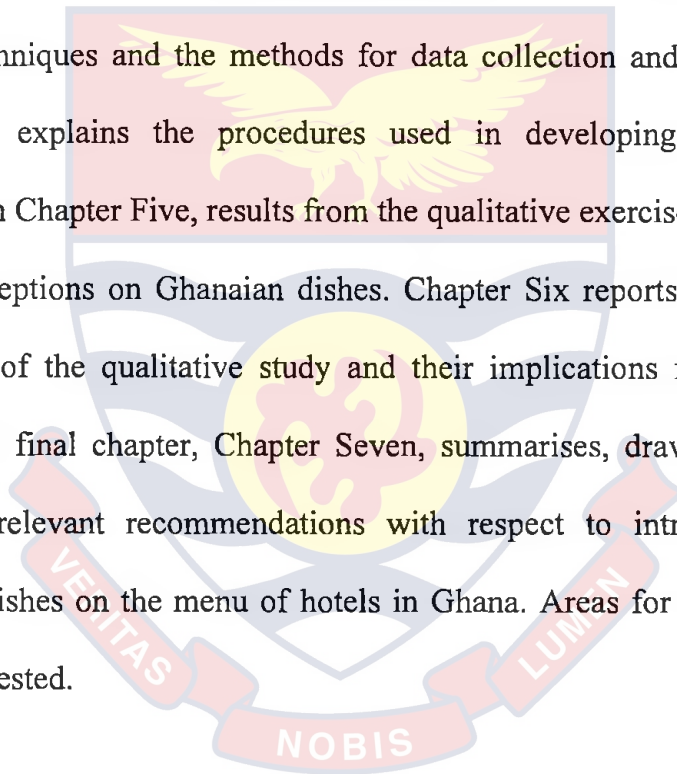 hniques and the methods for data collection and
explains the procedures used in developing
n Chapter Five, results from the qualitative exercis
eptions on Ghanaian dishes. Chapter Six reports
of the qualitative study and their implications
final chapter, Chapter Seven, summarises, drav
relevant recommendations with respect to intr
ishes on the menu of hotels in Ghana. Areas for
ested.
VERITAS
NOBIS
LUMEN